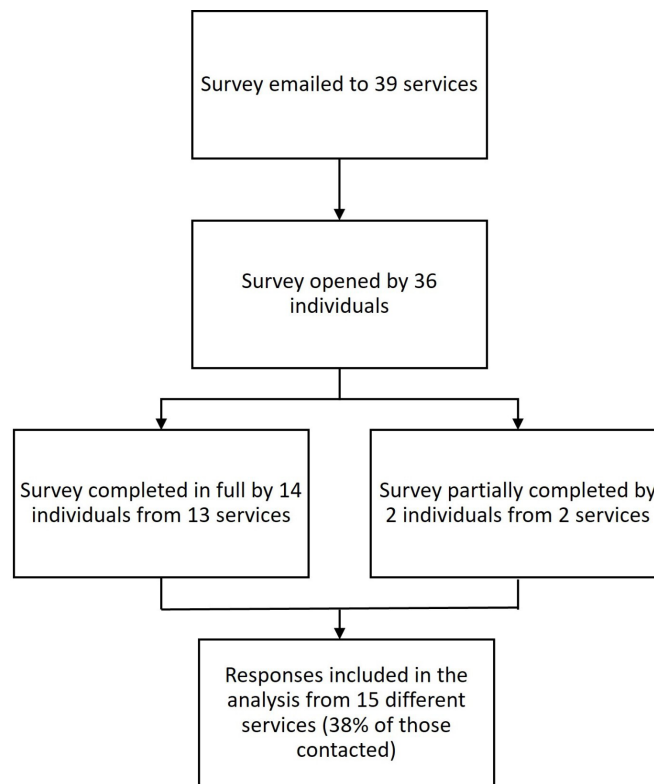 Survey emailed to 39 services
Survey opened by 36
individuals
Survey completed in full by 14
individuals from 13 services
Survey partially completed by
2 individuals from 2 services
Responses included in the
analysis from 15 different
services (38% of those
contacted)